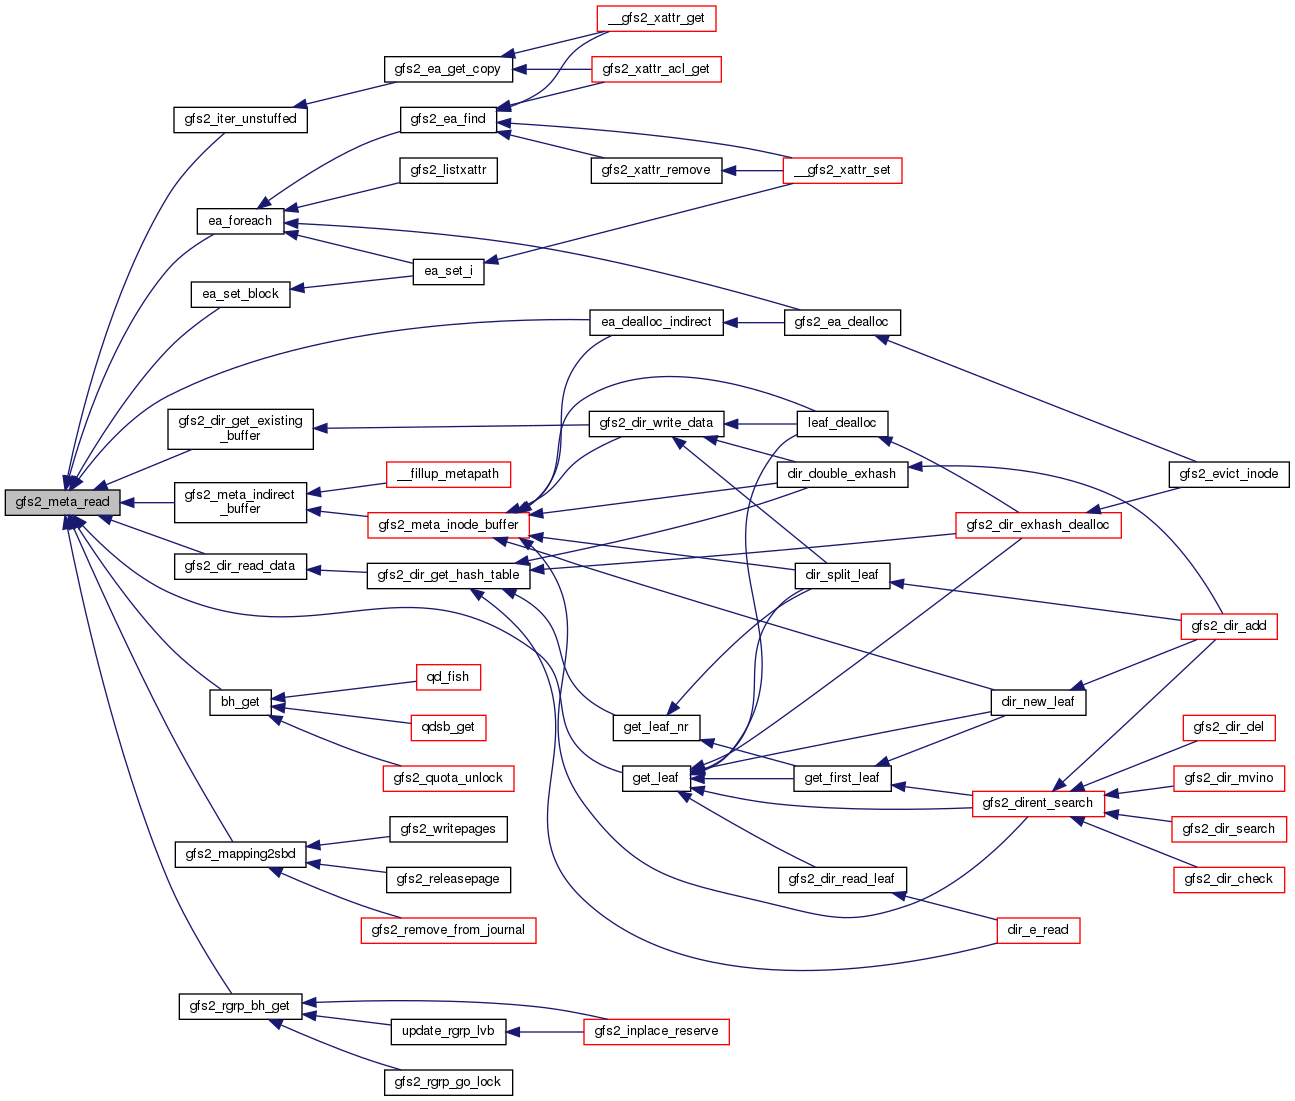 __gfs2_xattr_get
gfs2_ea_get_copy
gfs2_xattr_acl_get
gfs2_iter_unstuffed
gfs2_ea_find
gfs2_listxattr
gfs2_xattr_remove
__gfs2_xattr_set
ea_foreach
ea_set_i
ea_set_block
ea_dealloc_indirect
gfs2_ea_dealloc
gfs2_dir_get_existing
_buffer
gfs2_dir_write_data
leaf_dealloc
__fillup_metapath
dir_double_exhash
gfs2_evict_inode
gfs2_meta_read
gfs2_meta_indirect
_buffer
gfs2_meta_inode_buffer
gfs2_dir_exhash_dealloc
gfs2_dir_read_data
gfs2_dir_get_hash_table
dir_split_leaf
gfs2_dir_add
qd_fish
bh_get
qdsb_get
get_leaf_nr
dir_new_leaf
gfs2_dir_del
gfs2_quota_unlock
get_leaf
get_first_leaf
gfs2_dir_mvino
gfs2_dirent_search
gfs2_writepages
gfs2_dir_search
gfs2_mapping2sbd
gfs2_releasepage
gfs2_dir_read_leaf
gfs2_dir_check
gfs2_remove_from_journal
dir_e_read
gfs2_rgrp_bh_get
update_rgrp_lvb
gfs2_inplace_reserve
gfs2_rgrp_go_lock